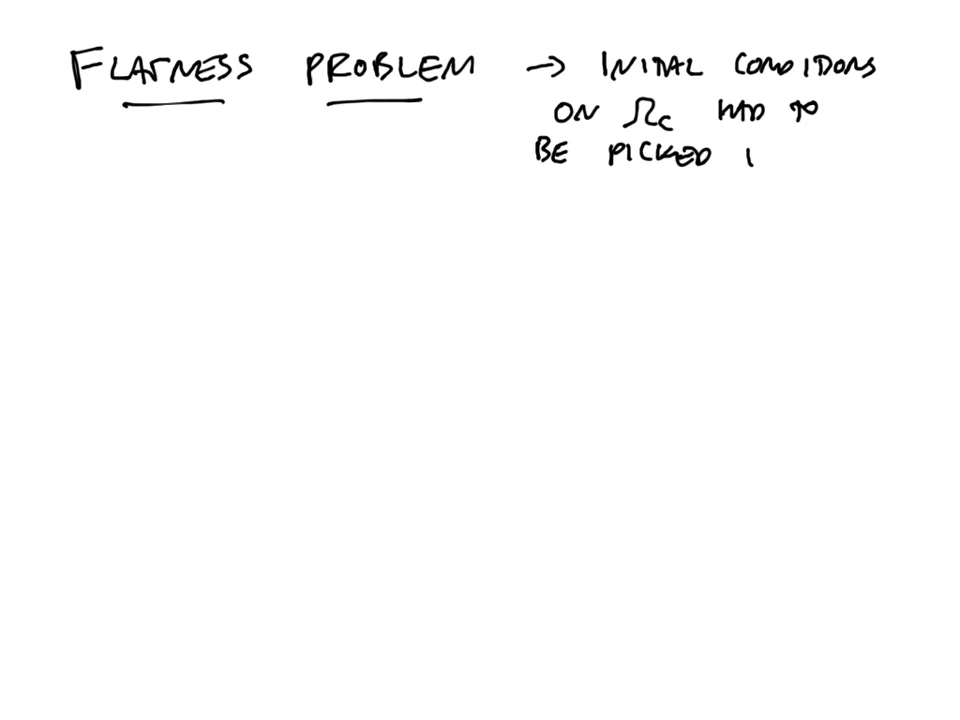 FLATNESS PROBLEM → INITIAL CONDITIONS
ON Ωc HAD TO
BE PICKED I